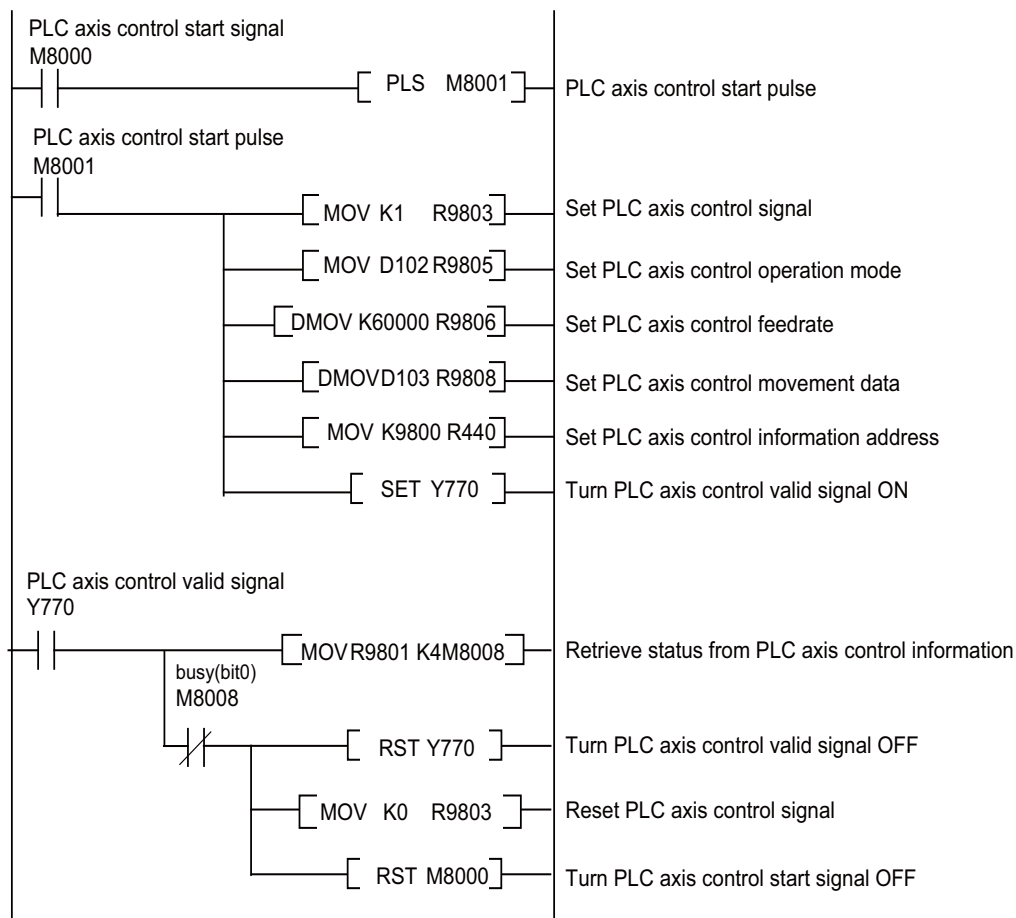 PLC axis control start signal
M8000
PLS M8001 PLC axis control start pulse
PLC axis control start pulse
M8001
MOV K1 R9803 Set PLC axis control signal
MOV D102 R9805 Set PLC axis control operation mode
DMOV K60000 R9806 Set PLC axis control feedrate
DMOVD103 R9808 Set PLC axis control movement data
MOV K9800 R440 Set PLC axis control information address
SET Y770 Turn PLC axis control valid signal ON
PLC axis control valid signal
Y770
MOVR9801 K4M8008 Retrieve status from PLC axis control information
busy(bit0)
M8008
RST Y770 Turn PLC axis control valid signal OFF
MOV K0 R9803 Reset PLC axis control signal
RST M8000 Turn PLC axis control start signal OFF